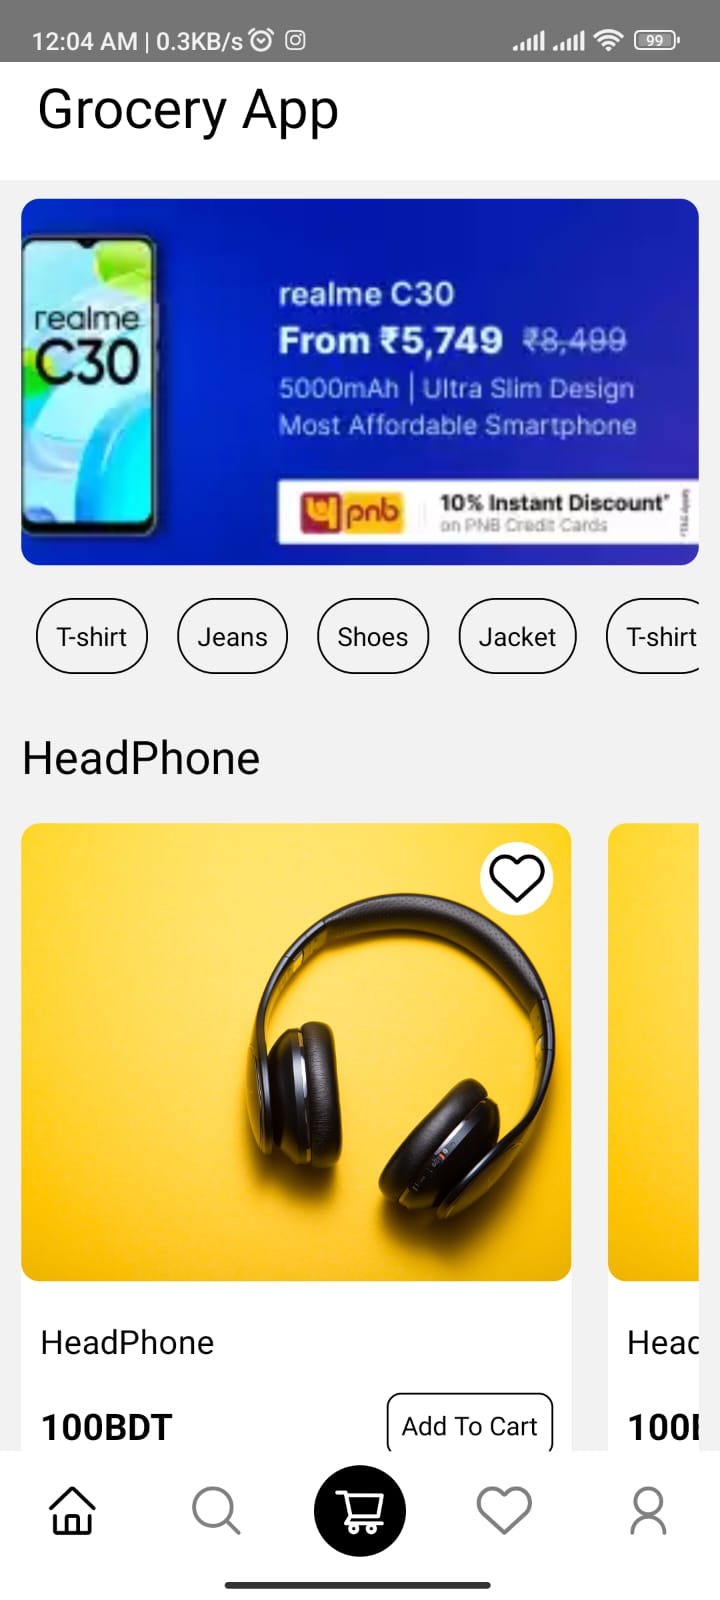 12:04 AM | 0.3KB/s
99
Grocery App
realme
C30
realme C30
From ₹5,749 ₹8,499
5000mAh | Ultra Slim Design
Most Affordable Smartphone
pnb
10% Instant Discount*
on PNB Credit Cards
T-shirt
Jeans
Shoes
Jacket
T-shirt
HeadPhone
HeadPhone
Head
100BDT
Add To Cart
100